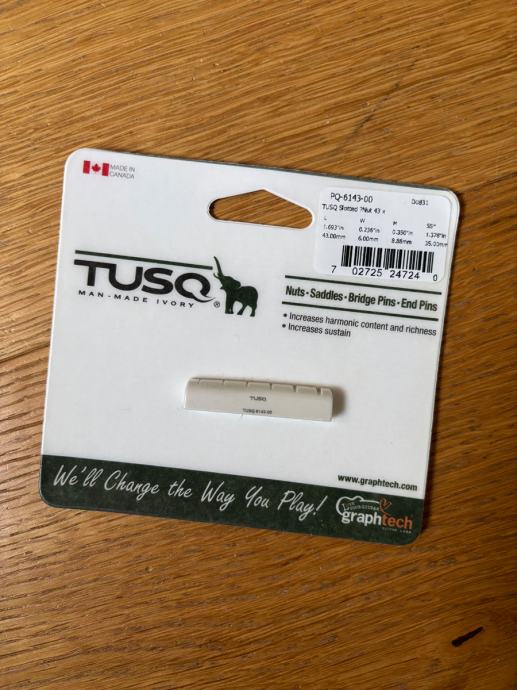 MADE IN
CANADA
PQ-6143-00
TUSQ Slotted ?Nut 43 x
L W H SS"
1.693"in 0.236"in 0.350"in 1.378"in
43.00mm 6.00mm 8.88mm 35.00mm
7 02725 24724 0
TUSQ®
MAN-MADE IVORY
Nuts • Saddles • Bridge Pins • End Pins
• Increases harmonic content and richness
• Increases sustain
TUSQ
TUSQ-6143-00
www.graphtech.com
We'll Change the Way You Play!
graphtech
GUITAR LABS